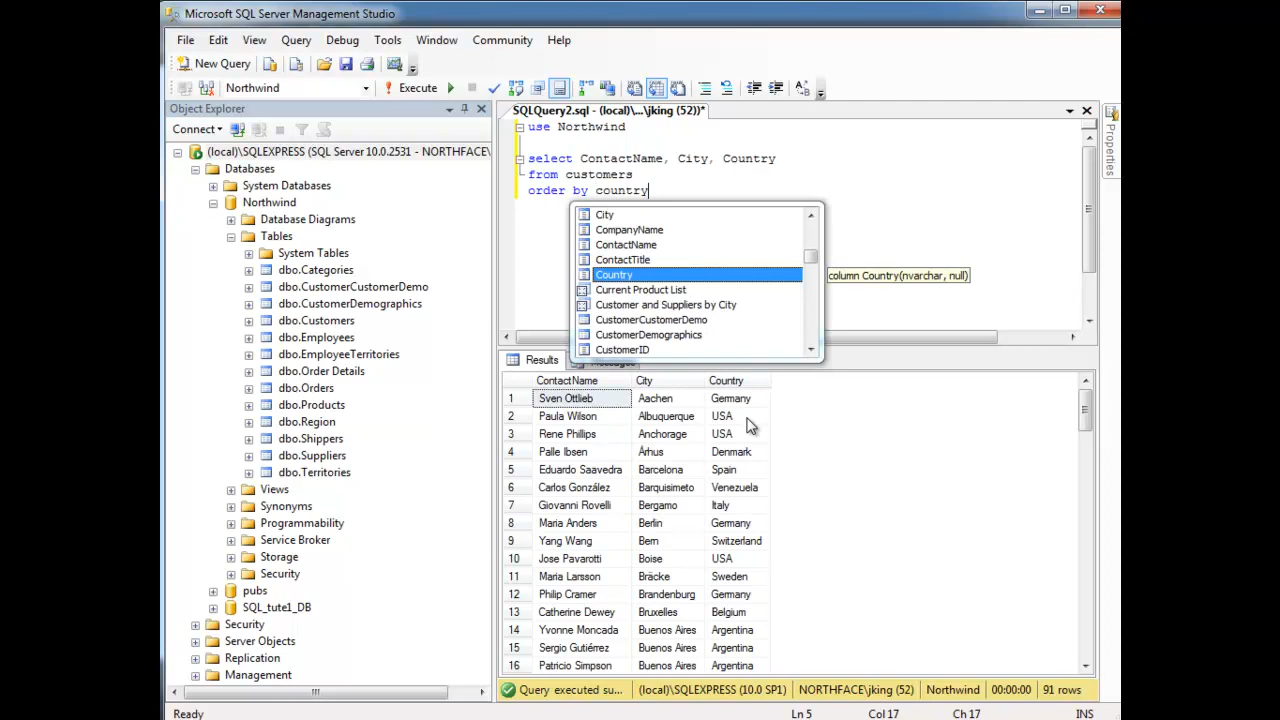 Microsoft SQL Server Management Studio
File Edit View Query Debug Tools Window Community Help
New Query
Northwind Execute
Object Explorer
Connect
(local)\SQLEXPRESS (SQL Server 10.0.2531 - NORTHFACE\
Databases
System Databases
Northwind
Database Diagrams
Tables
System Tables
dbo.Categories
dbo.CustomerCustomerDemo
dbo.CustomerDemographics
dbo.Customers
dbo.Employees
dbo.EmployeeTerritories
dbo.Order Details
dbo.Orders
dbo.Products
dbo.Region
dbo.Shippers
dbo.Suppliers
dbo.Territories
Views
Synonyms
Programmability
Service Broker
Storage
Security
pubs
SQL_tute1_DB
Security
Server Objects
Replication
Management
SQLQuery2.sql - (local)\...\jking (52))*
use Northwind
select ContactName, City, Country
from customers
order by country
City
CompanyName
ContactName
ContactTitle
Country
Current Product List
Customer and Suppliers by City
CustomerCustomerDemo
CustomerDemographics
CustomerID
column Country(nvarchar, null)
Properties
Results
ContactName City Country
1 Sven Ottlieb Aachen Germany
2 Paula Wilson Albuquerque USA
3 Rene Phillips Anchorage USA
4 Palle Ibsen Århus Denmark
5 Eduardo Saavedra Barcelona Spain
6 Carlos González Barquisimeto Venezuela
7 Giovanni Rovelli Bergamo Italy
8 Maria Anders Berlin Germany
9 Yang Wang Bern Switzerland
10 Jose Pavarotti Boise USA
11 Maria Larsson Bräcke Sweden
12 Philip Cramer Brandenburg Germany
13 Catherine Dewey Bruxelles Belgium
14 Yvonne Moncada Buenos Aires Argentina
15 Sergio Gutiérrez Buenos Aires Argentina
16 Patricio Simpson Buenos Aires Argentina
Query executed su... (local)\SQLEXPRESS (10.0 SP1) NORTHFACE\jking (52) Northwind 00:00:00 91 rows
Ready Ln 5 Col 17 Ch 17 INS